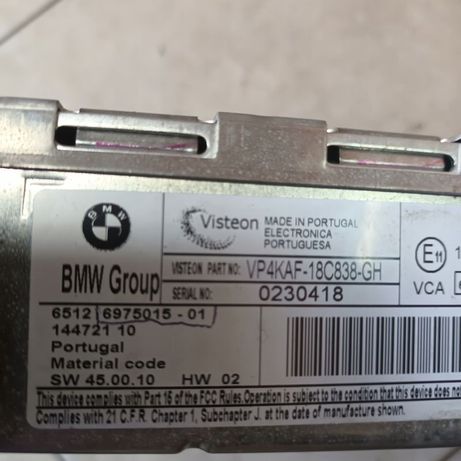 BMW
Visteon
MADE IN PORTUGAL
ELECTRONICA
PORTUGUESA
BMW Group
VISTEON PART NO: VP4KAF-18C838-GH
SERIAL NO: 0230418
E11
VCA
6512 6975015 - 01
144721 10
Portugal
Material code
SW 45.00.10 HW 02
This device complies with Part 15 of the FCC Rules.Operation is subject to the condition that this device does not
Complies with 21 C.F.R. Chapter 1, Subchapter J. at the date of manufacture shown.